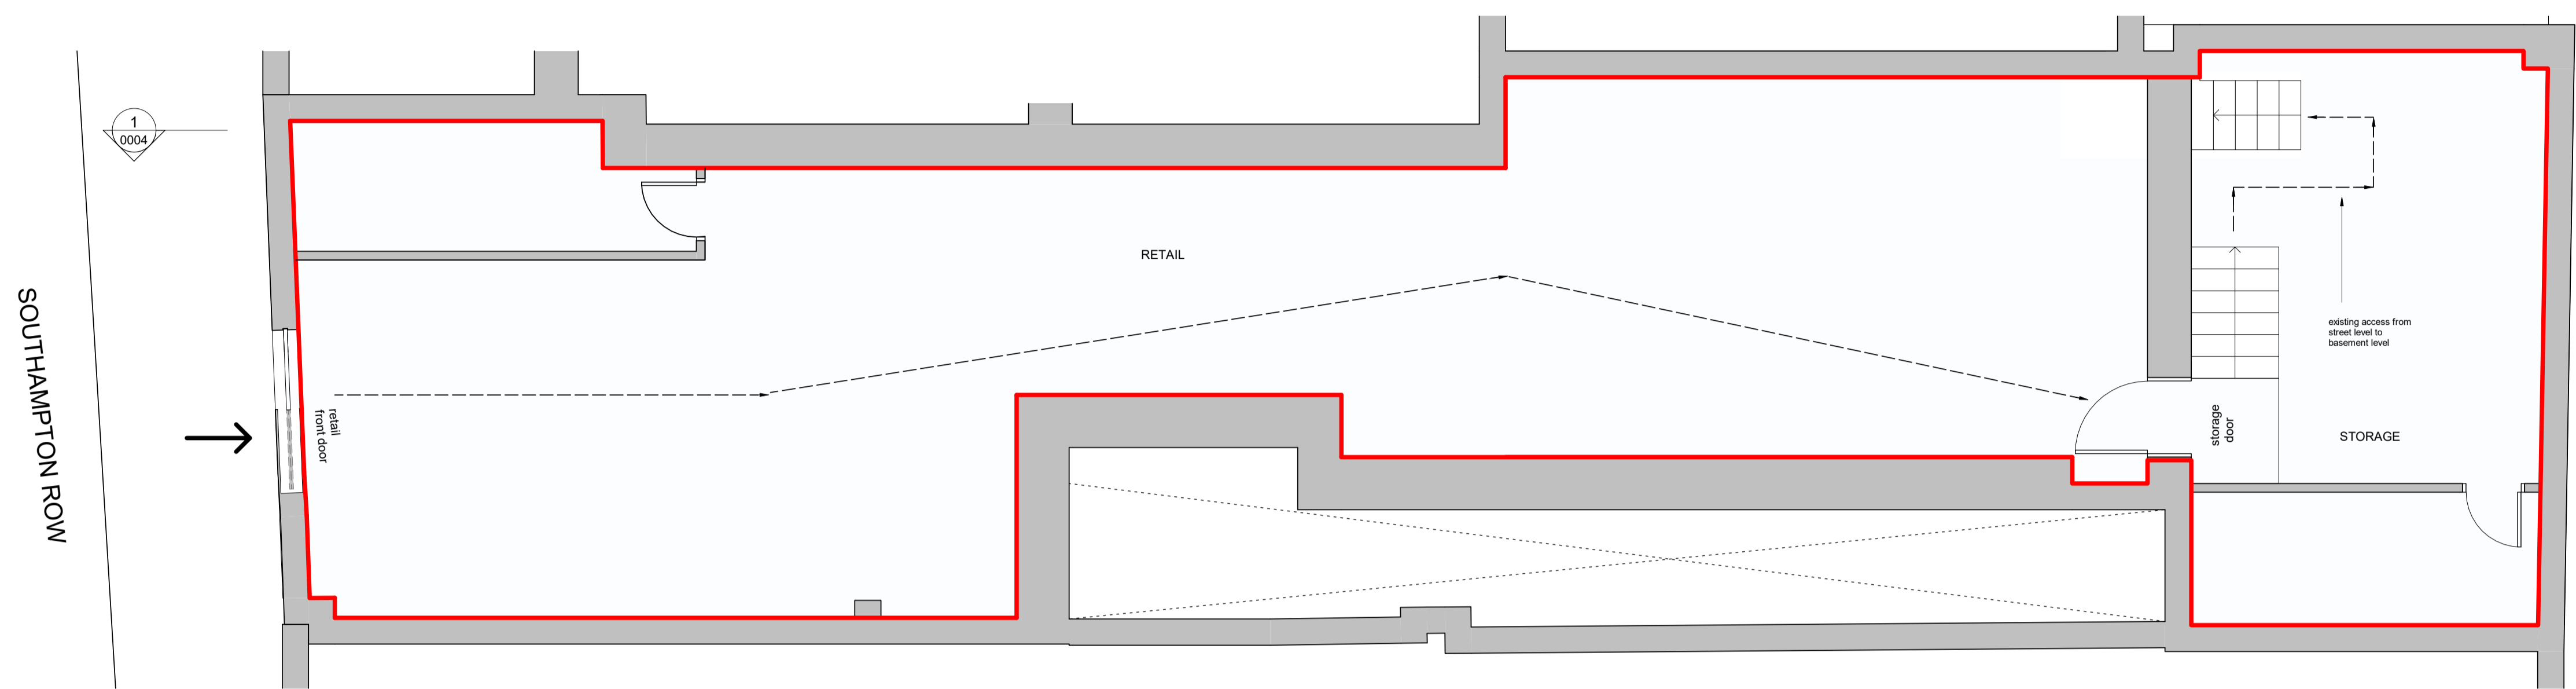 1
0004
SOUTHAMPTON ROW
retail
front door
RETAIL
existing access from
street level to
basement level
storage
door
STORAGE